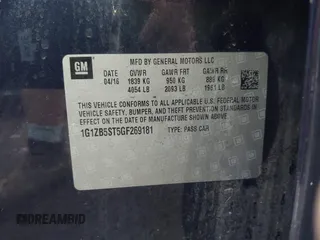 GM
MFD BY GENERAL MOTORS LLC
DATE GVWR GAWR FRT GAWR RR
04/16 1839 KG 950 KG 889 KG
4054 LB 2093 LB 1961 LB
THIS VEHICLE CONFORMS TO ALL APPLICABLE U.S. FEDERAL MOTOR
VEHICLE SAFETY, BUMPER, AND THEFT PREVENTION STANDARDS
IN EFFECT ON THE DATE OF MANUFACTURE SHOWN ABOVE.
1G1ZB5ST5GF269181 TYPE: PASS CAR
DREAMBID